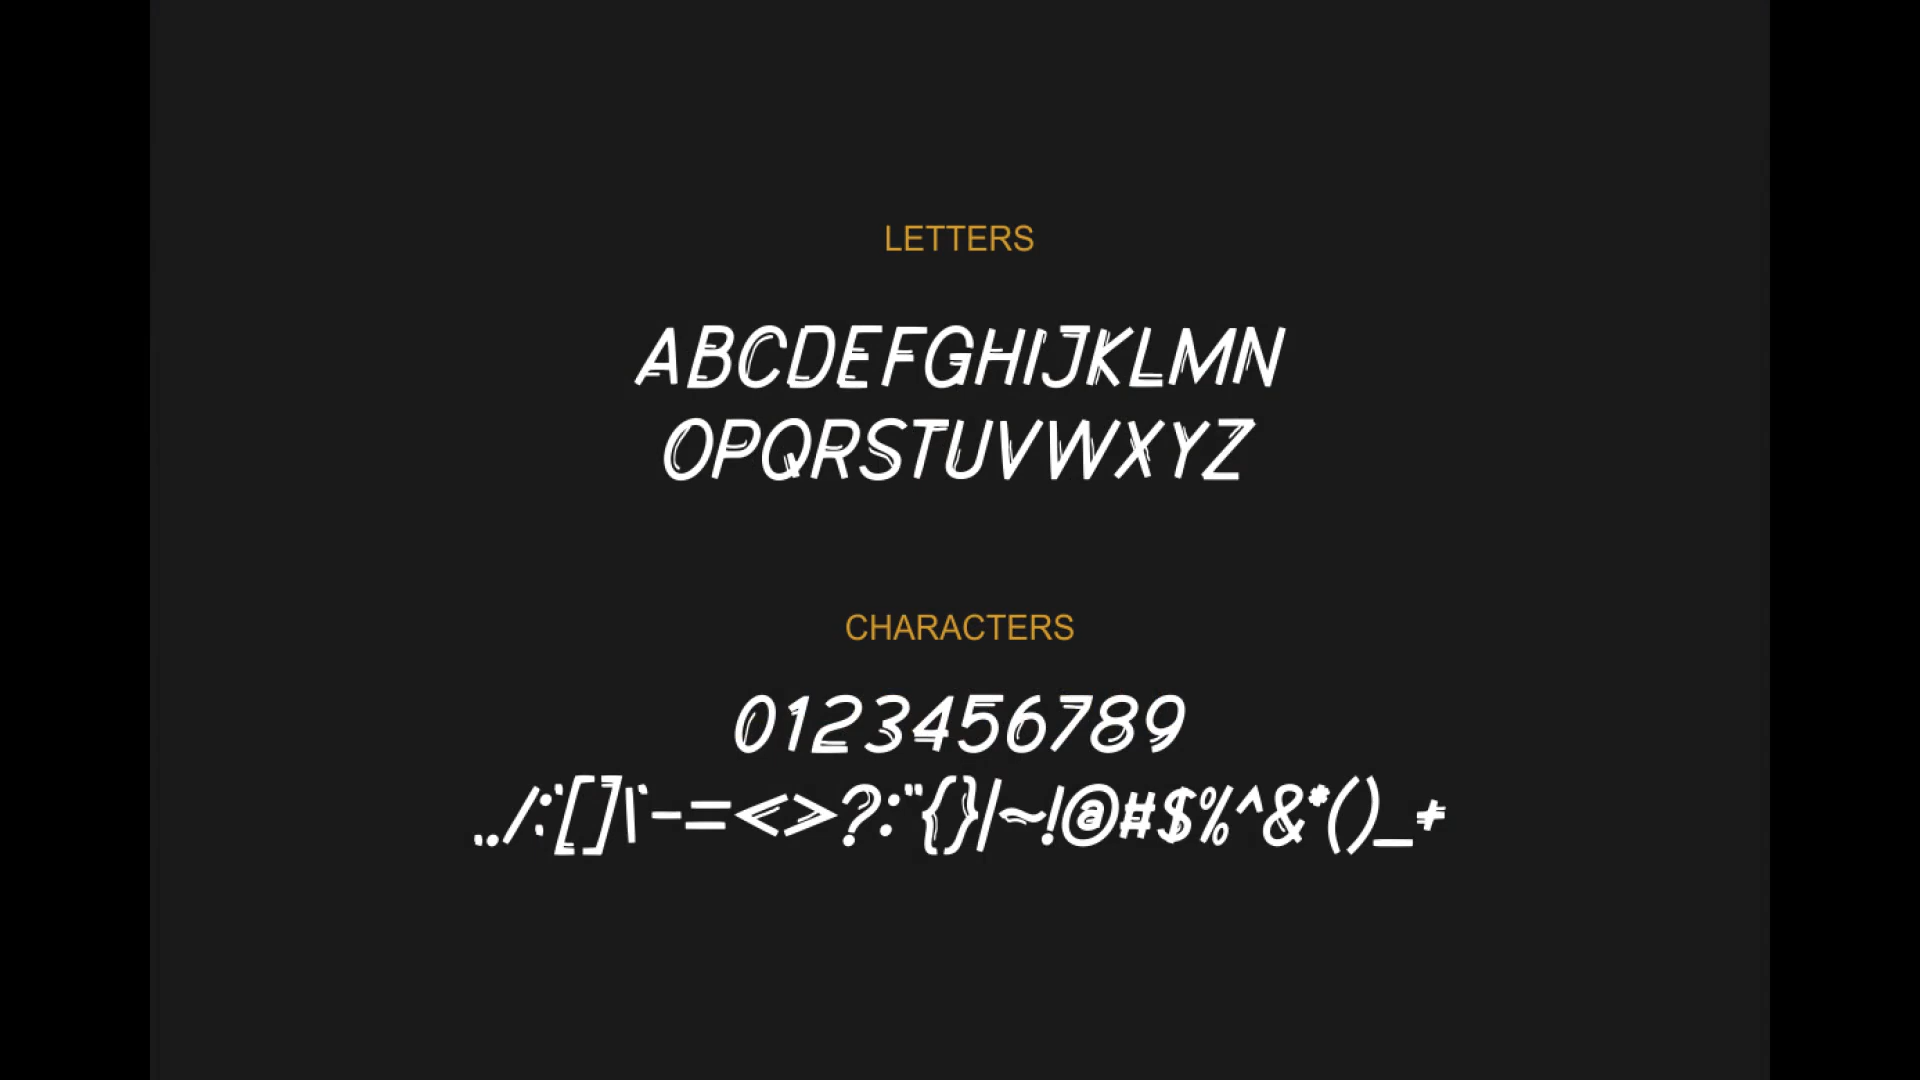 LETTERS
ABCDEFGHIJKLMN
OPQRSTUVWXYZ
CHARACTERS
0123456789
,./;'[]\`-=<>?:"{}|~!@#$%^&*()_+